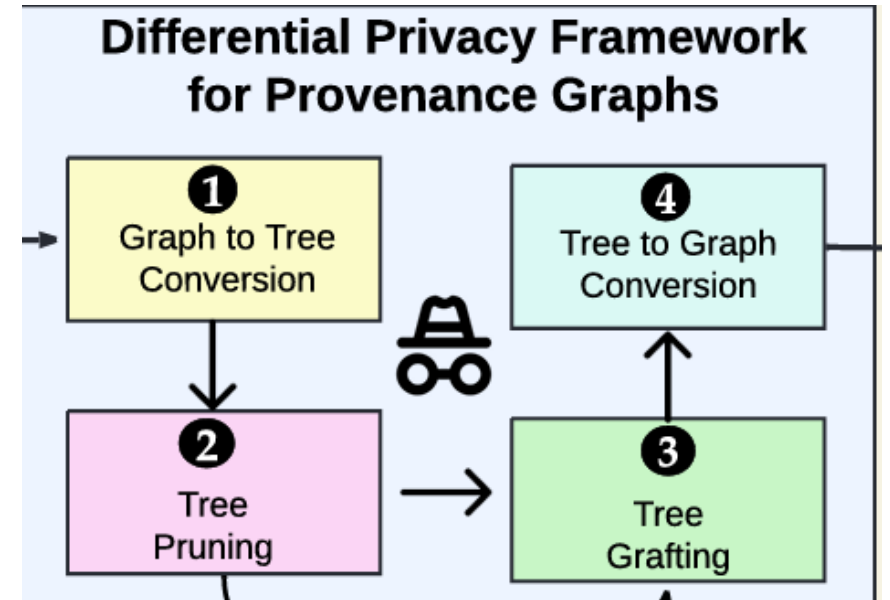 Differential Privacy Framework
for Provenance Graphs
1
Graph to Tree
Conversion
2
Tree
Pruning
3
Tree
Grafting
4
Tree to Graph
Conversion